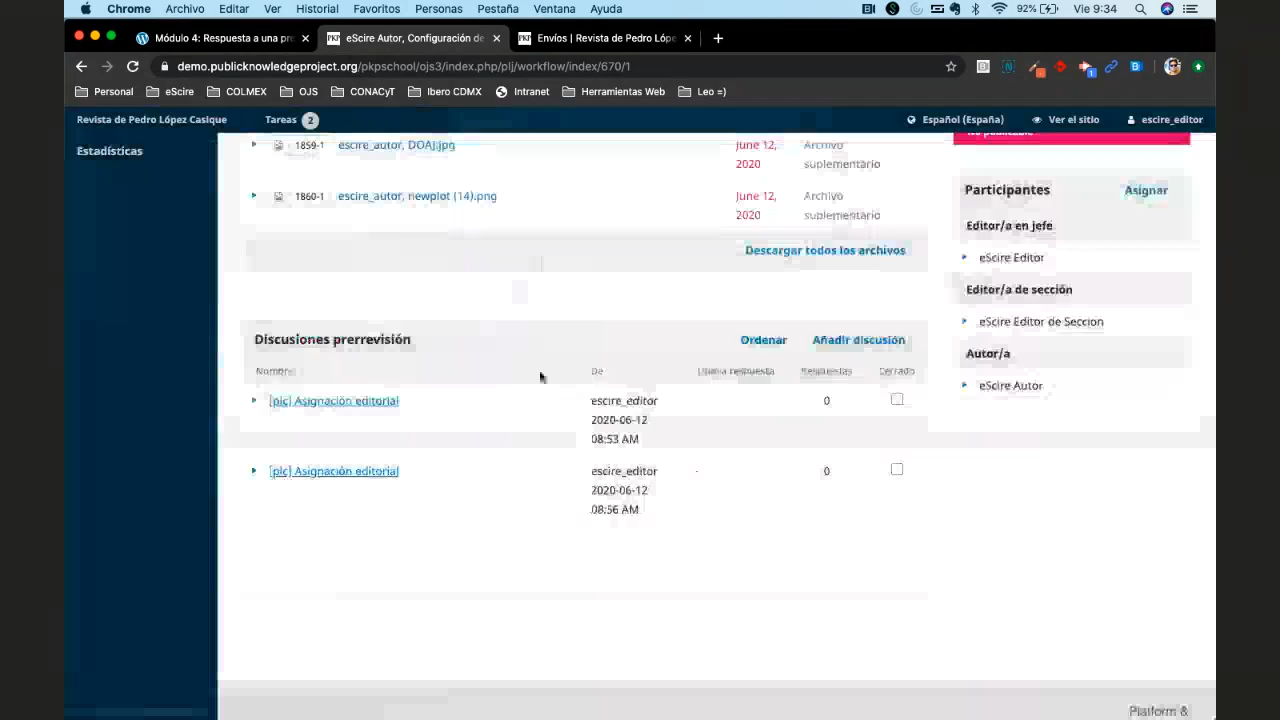 Chrome Archivo Editar Ver Historial Favoritos Personas Pestaña Ventana Ayuda 92% Vie 9:34
Módulo 4: Respuesta a una pre eScire Autor, Configuración de Envíos | Revista de Pedro Lópe
demo.publicknowledgeproject.org/pkpschool/ojs3/index.php/plj/workflow/index/670/1
Personal eScire COLMEX OJS CONACyT Ibero CDMX Intranet Herramientas Web Leo =)
Revista de Pedro López Casique Tareas 2 Español (España) Ver el sitio escire_editor
Estadísticas
1859-1 escire_autor, DOAJ.jpg June 12, 2020 Archivo suplementario
1860-1 escire_autor, newplot (14).png June 12, 2020 Archivo suplementario
Descargar todos los archivos
Discusiones prerrevisión Ordenar Añadir discusión
Nombre De Última respuesta Respuestas Cerrado
Asignación editorial escire_editor 2020-06-12 08:53 AM 0
Asignación editorial escire_editor 2020-06-12 08:56 AM - 0
Participantes Asignar
Editor/a en jefe
eScire Editor
Editor/a de sección
eScire Editor de Seccion
Autor/a
eScire Autor
Platform &